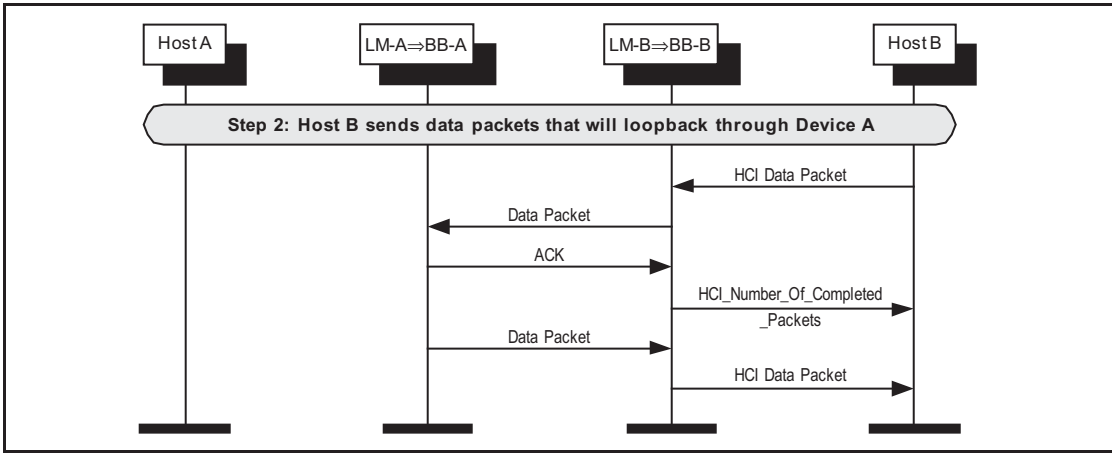 Host A
LM-A⇒BB-A
LM-B⇒BB-B
Host B
Step 2: Host B sends data packets that will loopback through Device A
HCI Data Packet
Data Packet
ACK
HCI_Number_Of_Completed
_Packets
Data Packet
HCI Data Packet